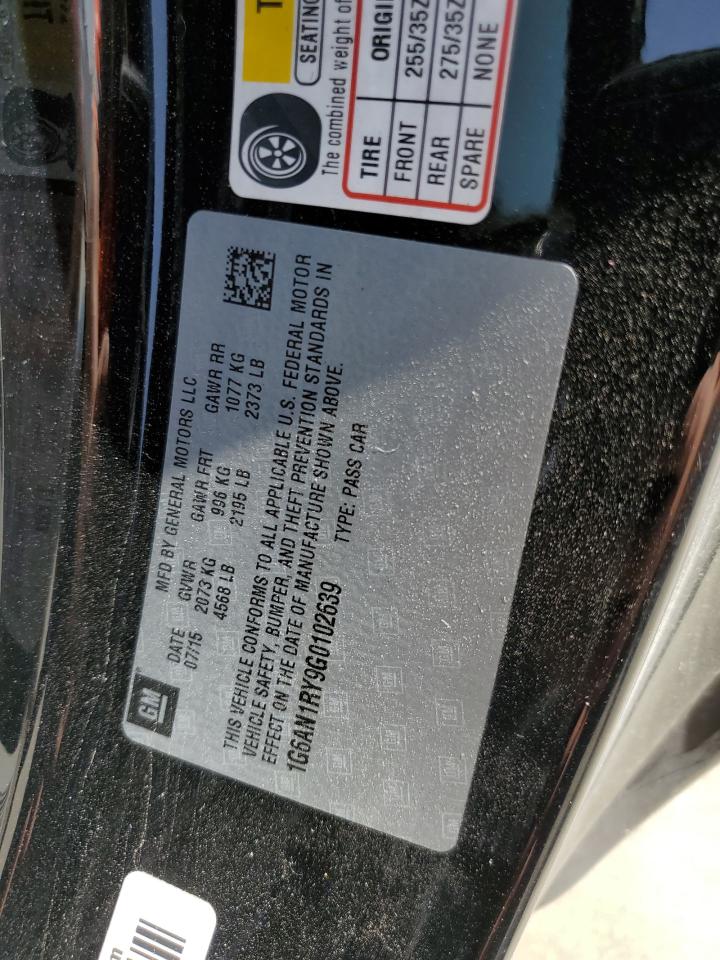 GM
MFD BY GENERAL MOTORS LLC
DATE GVWR GAWR FRT GAWR RR
07/15 2073 KG 996 KG 1077 KG
4568 LB 2195 LB 2373 LB
THIS VEHICLE CONFORMS TO ALL APPLICABLE U.S. FEDERAL MOTOR
VEHICLE SAFETY, BUMPER, AND THEFT PREVENTION STANDARDS IN
EFFECT ON THE DATE OF MANUFACTURE SHOWN ABOVE.
1G6AN1RY9G0102639 TYPE: PASS CAR
SEATING
The combined weight of
TIRE
FRONT 255/35Z
REAR 275/35Z
SPARE NONE